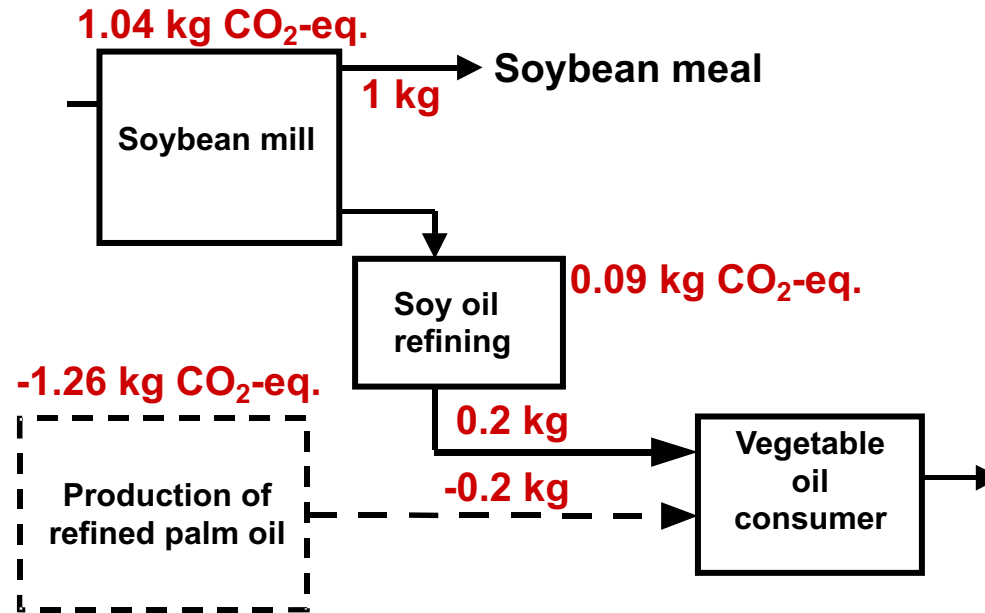 1.04 kg CO₂-eq.
Soybean meal
1 kg
Soybean mill
0.09 kg CO₂-eq.
Soy oil
refining
-1.26 kg CO₂-eq.
0.2 kg
-0.2 kg
Vegetable
oil
consumer
Production of
refined palm oil